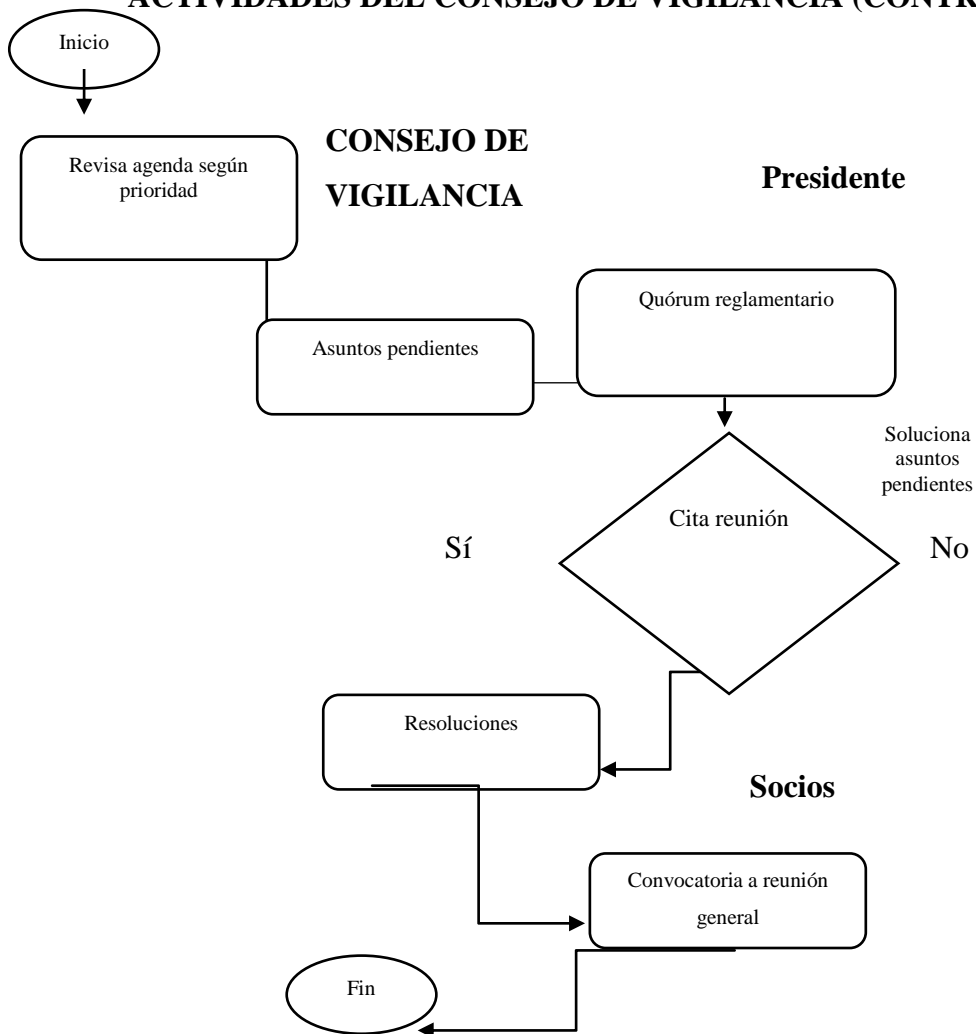 ACTIVIDADES DEL CONSEJO DE VIGILANCIA (CONTR
Inicio
Revisa agenda según
prioridad
CONSEJO DE
VIGILANCIA
Presidente
Quórum reglamentario
Asuntos pendientes
Soluciona
asuntos
pendientes
Cita reunión
Sí
No
Resoluciones
Socios
Convocatoria a reunión
general
Fin